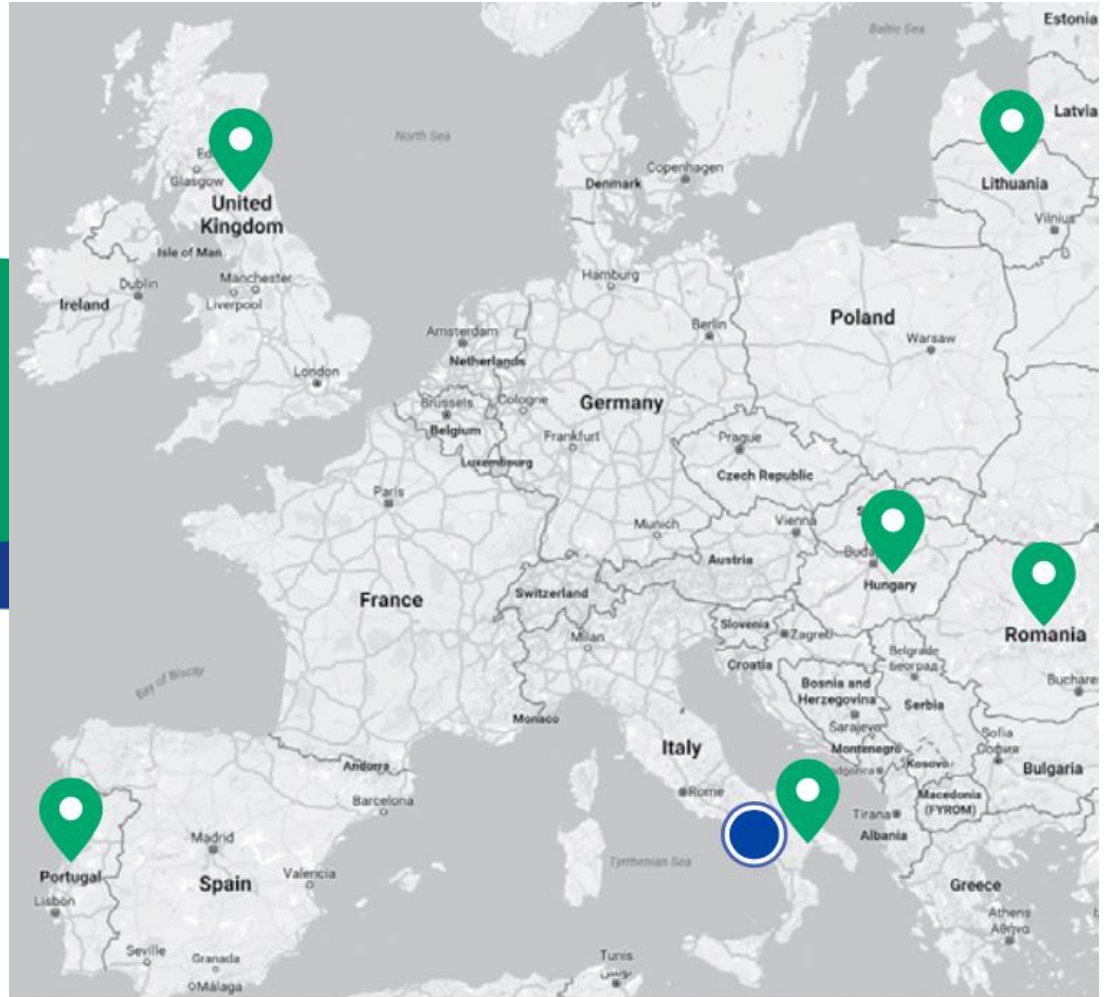 Estonia
Baltic Sea
Latvia
North Sea
Glasgow
Copenhagen
Denmark
Lithuania
United
Kingdom
Vilnius
Isle of Man
Dublin
Manchester
Hamburg
Ireland
Liverpool
Poland
Amsterdam
Berlin
Warsaw
Netherlands
London
Brussels
Cologne
Germany
Belgium
Frankfurt
Prague
Luxembourg
Czech Republic
Paris
Munich
Vienna
Austria
Hungary
France
Switzerland
Romania
Slovenia
Zagreb
Milan
Belgrade
Београд
Croatia
Bosnia and
Herzegovina
Serbia
Bay of Biscay
Monaco
Sarajevo
Sofia
София
Italy
Montenegro
Kosovo
Andorra
Bulgaria
Rome
Barcelona
Macedonia
(FYROM)
Tirana
Madrid
Albania
Tyrrhenian Sea
Portugal
Spain
Valencia
Greece
Lisbon
Athens
Αθήνα
Seville
Granada
Tunis
تونس
Málaga